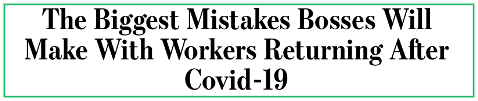 The Biggest Mistakes Bosses Will
Make With Workers Returning After
Covid-19